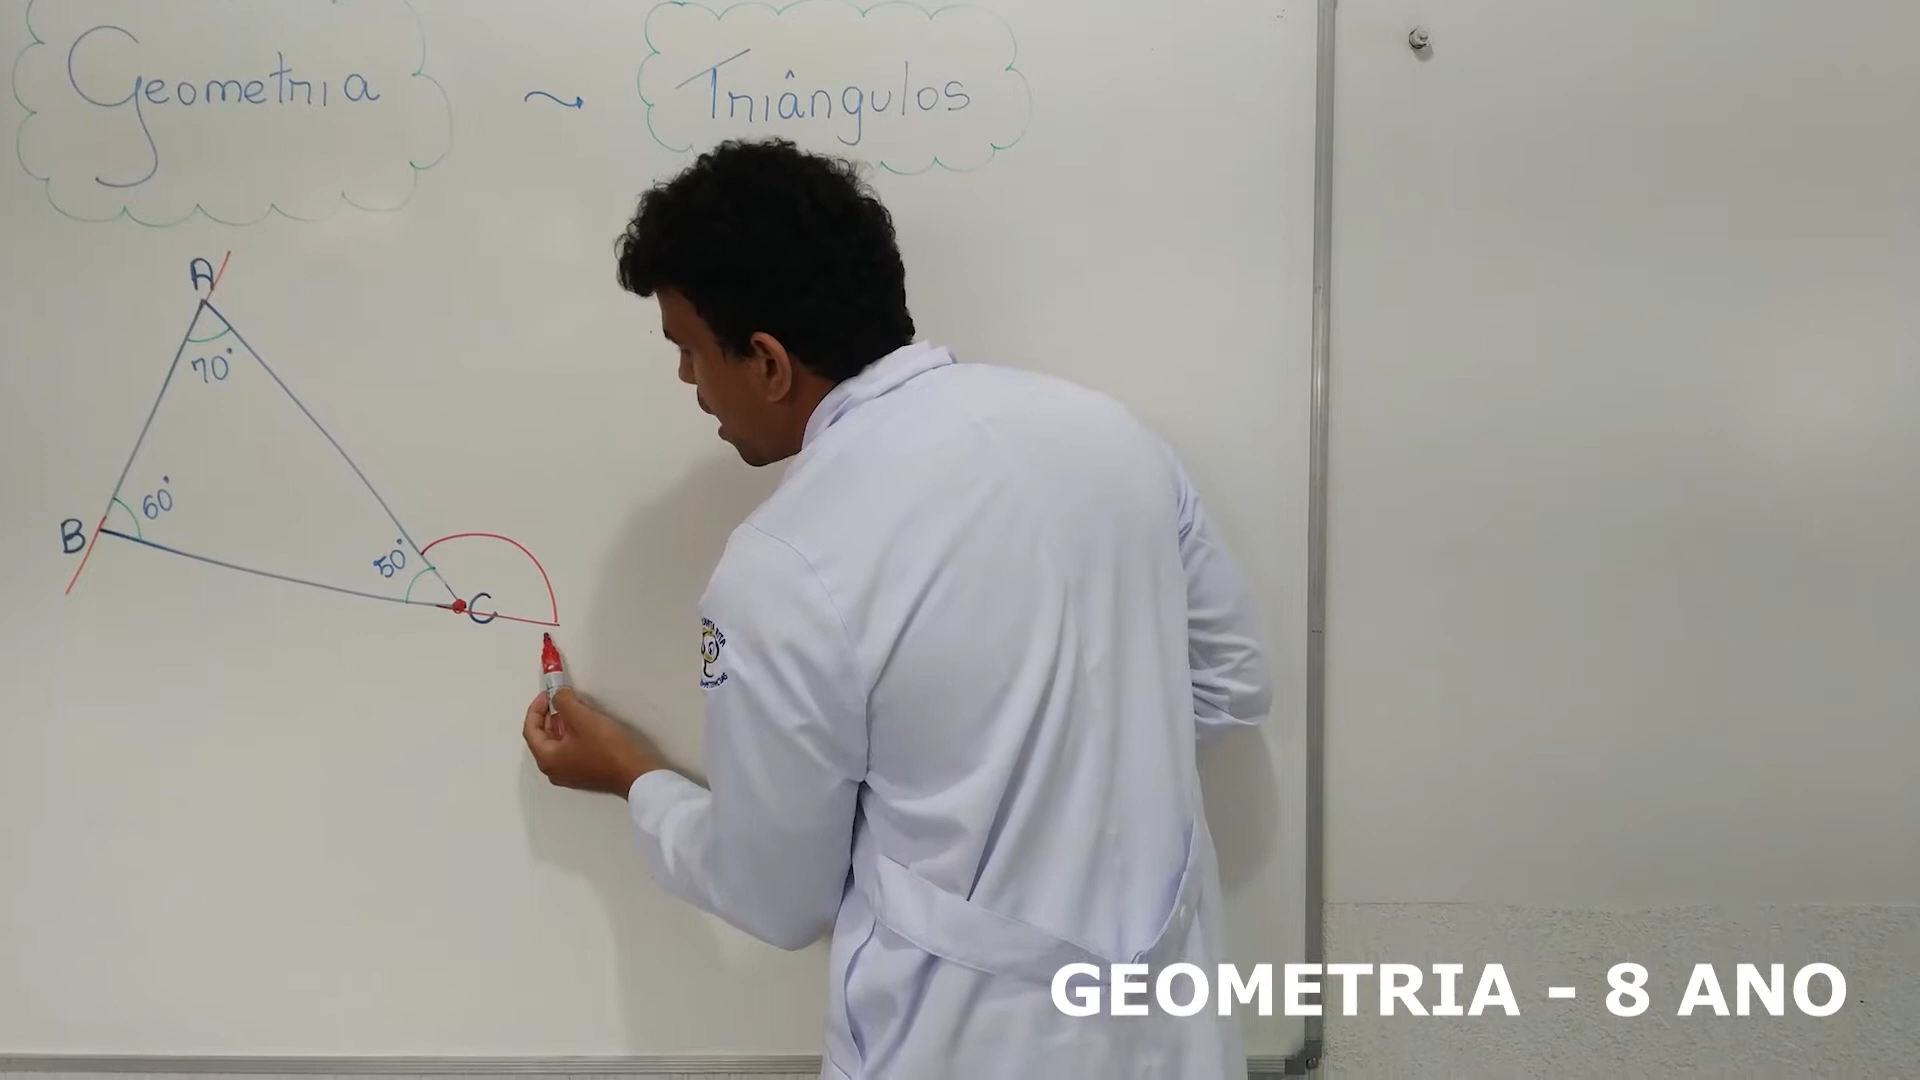 Geometria ~ Triângulos
A
70°
B
60°
50°
C
GEOMETRIA - 8 ANO